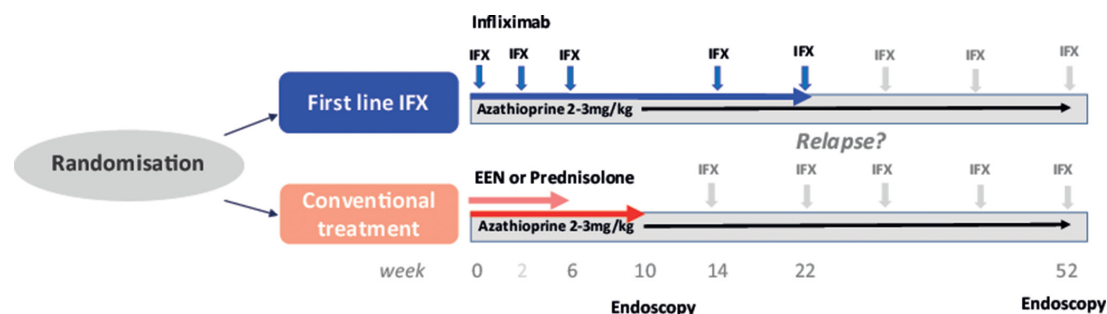 Infliximab
IFX IFX IFX IFX IFX IFX IFX IFX
First line IFX
Azathioprine 2-3mg/kg
Randomisation
Relapse?
EEN or Prednisolone
IFX IFX IFX IFX IFX
Conventional
treatment
Azathioprine 2-3mg/kg
week 0 2 6 10 14 22 52
Endoscopy Endoscopy